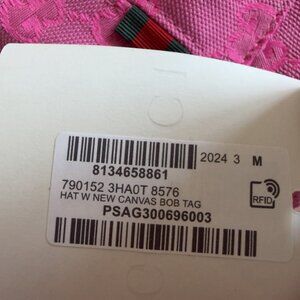 2024 3 M
8134658861
790152 3HA0T 8576
HAT W NEW CANVAS BOB TAG
RFID
PSAG300696003